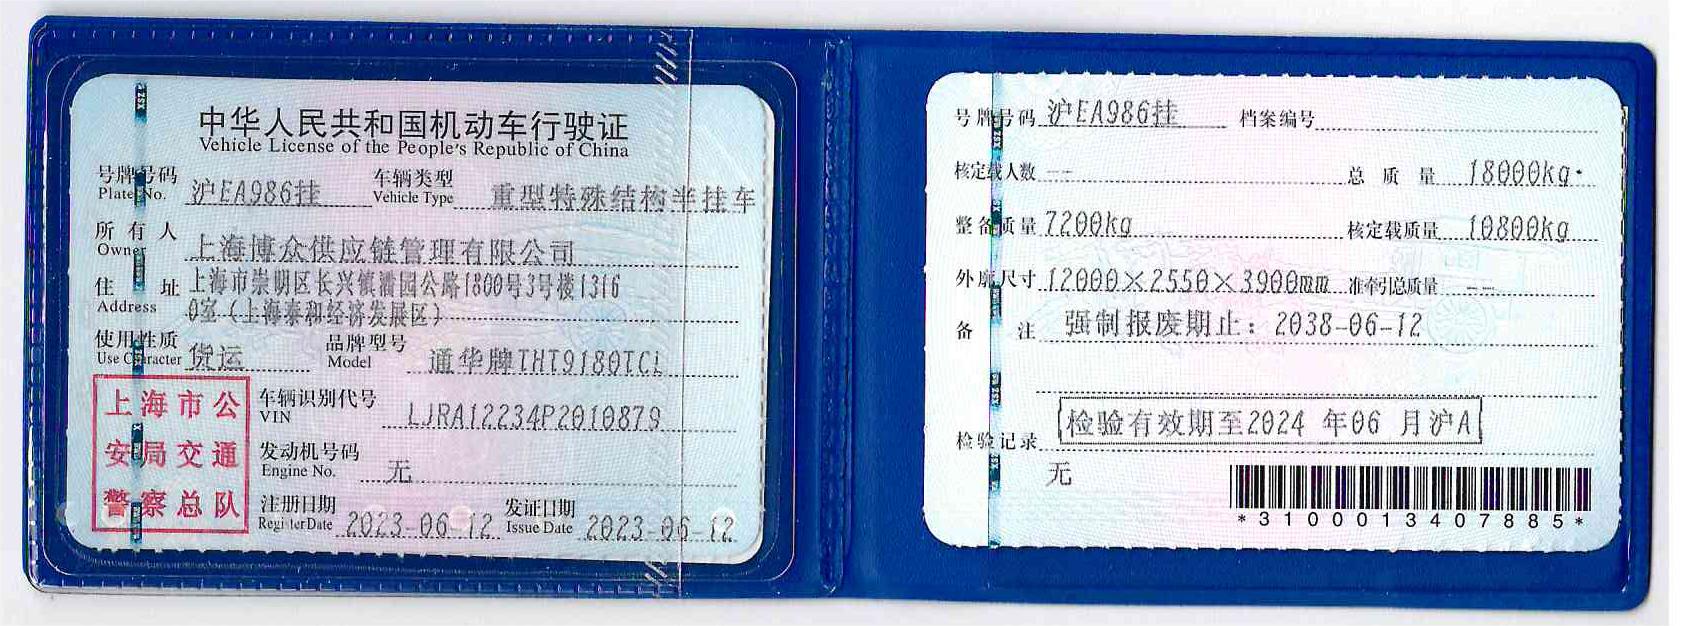 中华人民共和国机动车行驶证
Vehicle License of the People's Republic of China
号牌号码 沪EA986挂 车辆类型 重型特殊结构半挂车
Plate No. Vehicle Type
所有人 上海博众供应链管理有限公司
Owner
住址 上海市崇明区长兴镇潘园公路1800号3号楼1316
Address 0室（上海泰和经济发展区）
使用性质 货运 品牌型号 通华牌THT9180TCL
Use Character Model
上海市公
安局交通
警察总队
车辆识别代号 LJRA12234P2010879
VIN
发动机号码 无
Engine No.
注册日期 2023-06-12 发证日期 2023-06-12
Register Date Issue Date
号牌号码 沪EA986挂 档案编号
核定载人数 -- 总质量 18000kg
整备质量 7200kg 核定载质量 10800kg
外廓尺寸 12000×2550×3900mm 准牵引总质量 --
备注 强制报废期止：2038-06-12
检验记录 检验有效期至2024年06月沪A
无
*3100013407885*